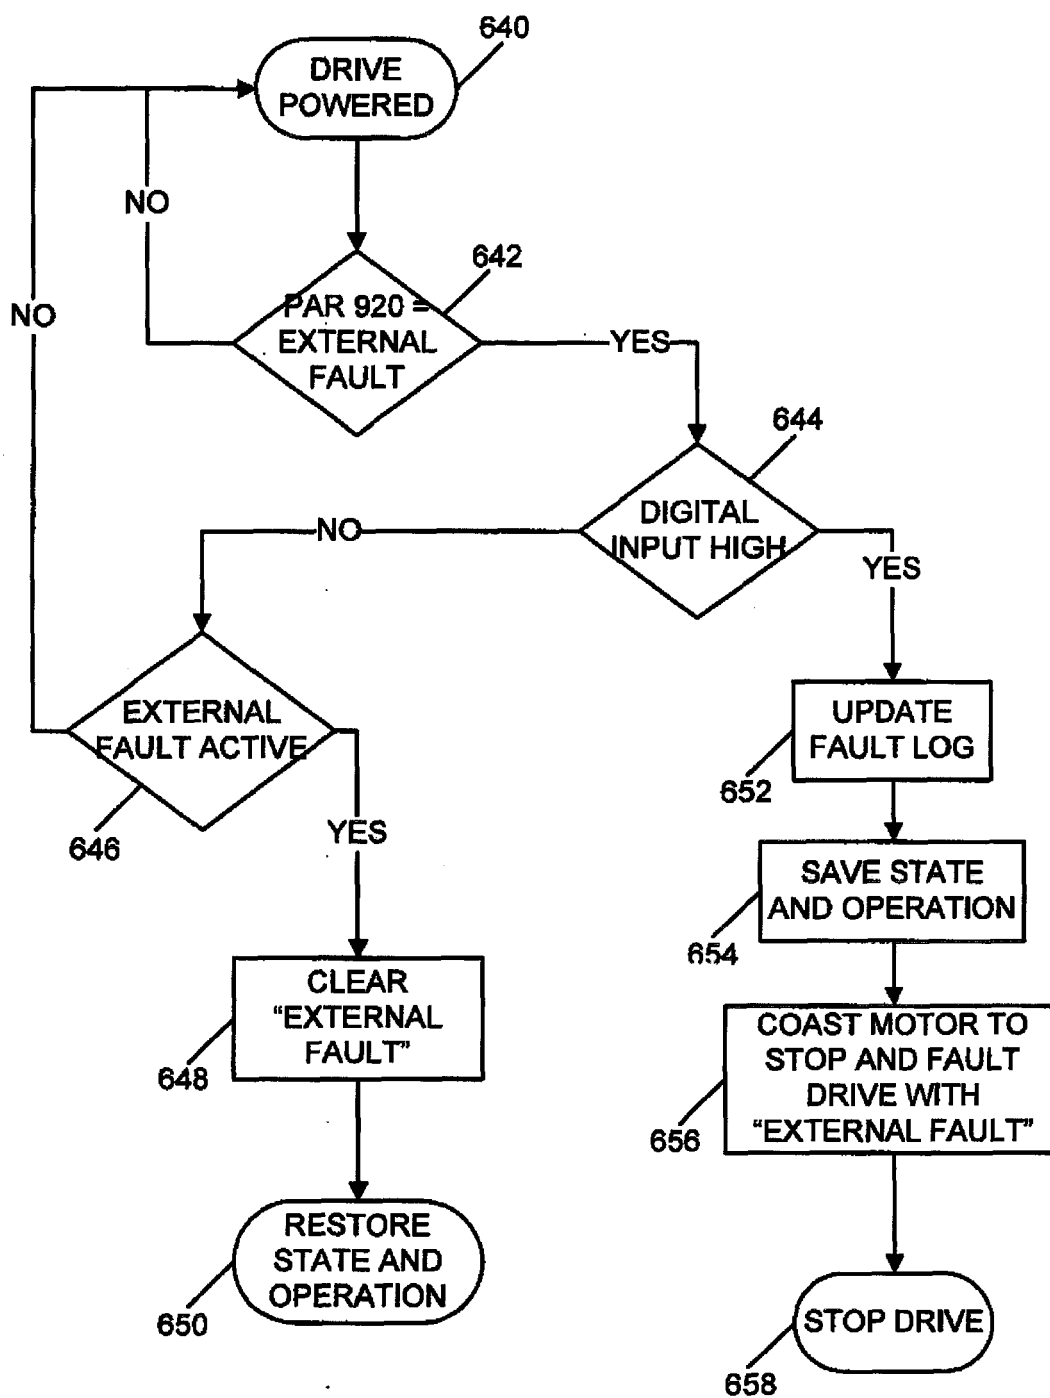 640
DRIVE
POWERED
NO
642
NO
PAR 920 =
EXTERNAL
FAULT
YES
644
DIGITAL
INPUT HIGH
NO
YES
EXTERNAL
FAULT ACTIVE
646
YES
UPDATE
FAULT LOG
652
SAVE STATE
AND OPERATION
654
CLEAR
“EXTERNAL
FAULT”
648
COAST MOTOR TO
STOP AND FAULT
DRIVE WITH
“EXTERNAL FAULT”
656
RESTORE
STATE AND
OPERATION
650
STOP DRIVE
658